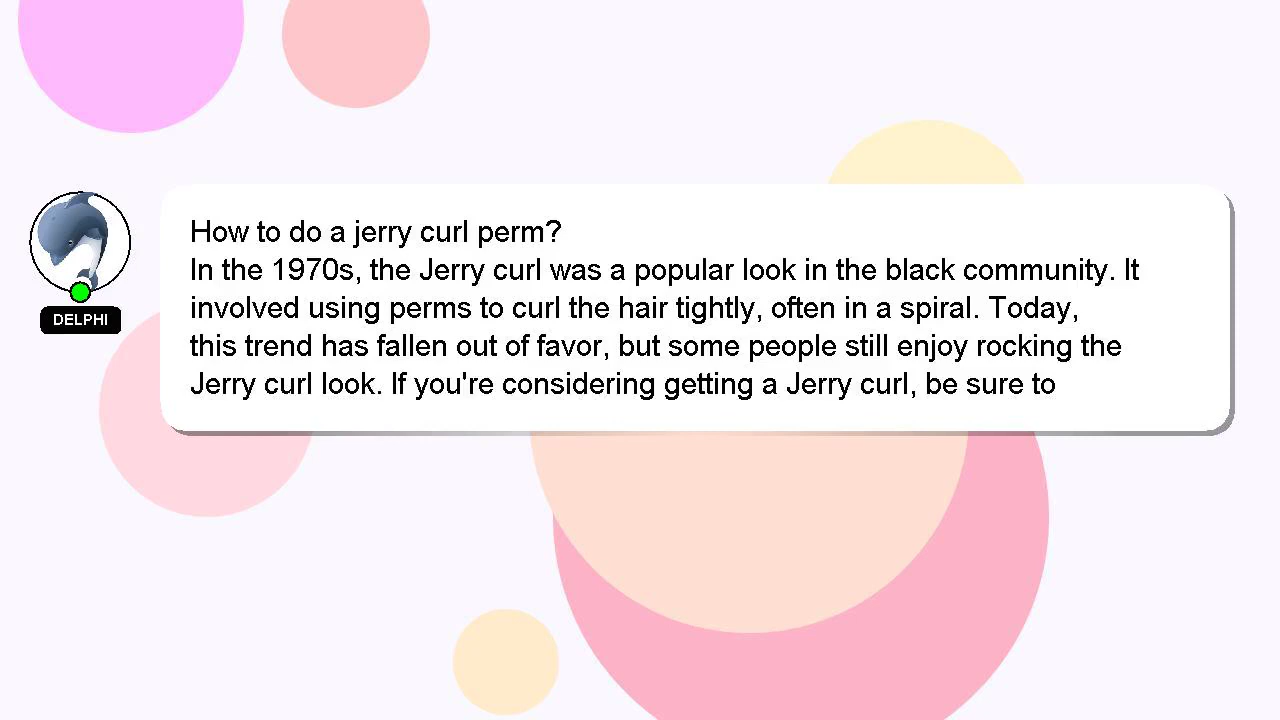 How to do a jerry curl perm?
In the 1970s, the Jerry curl was a popular look in the black community. It
involved using perms to curl the hair tightly, often in a spiral. Today,
this trend has fallen out of favor, but some people still enjoy rocking the
Jerry curl look. If you're considering getting a Jerry curl, be sure to
DELPHI